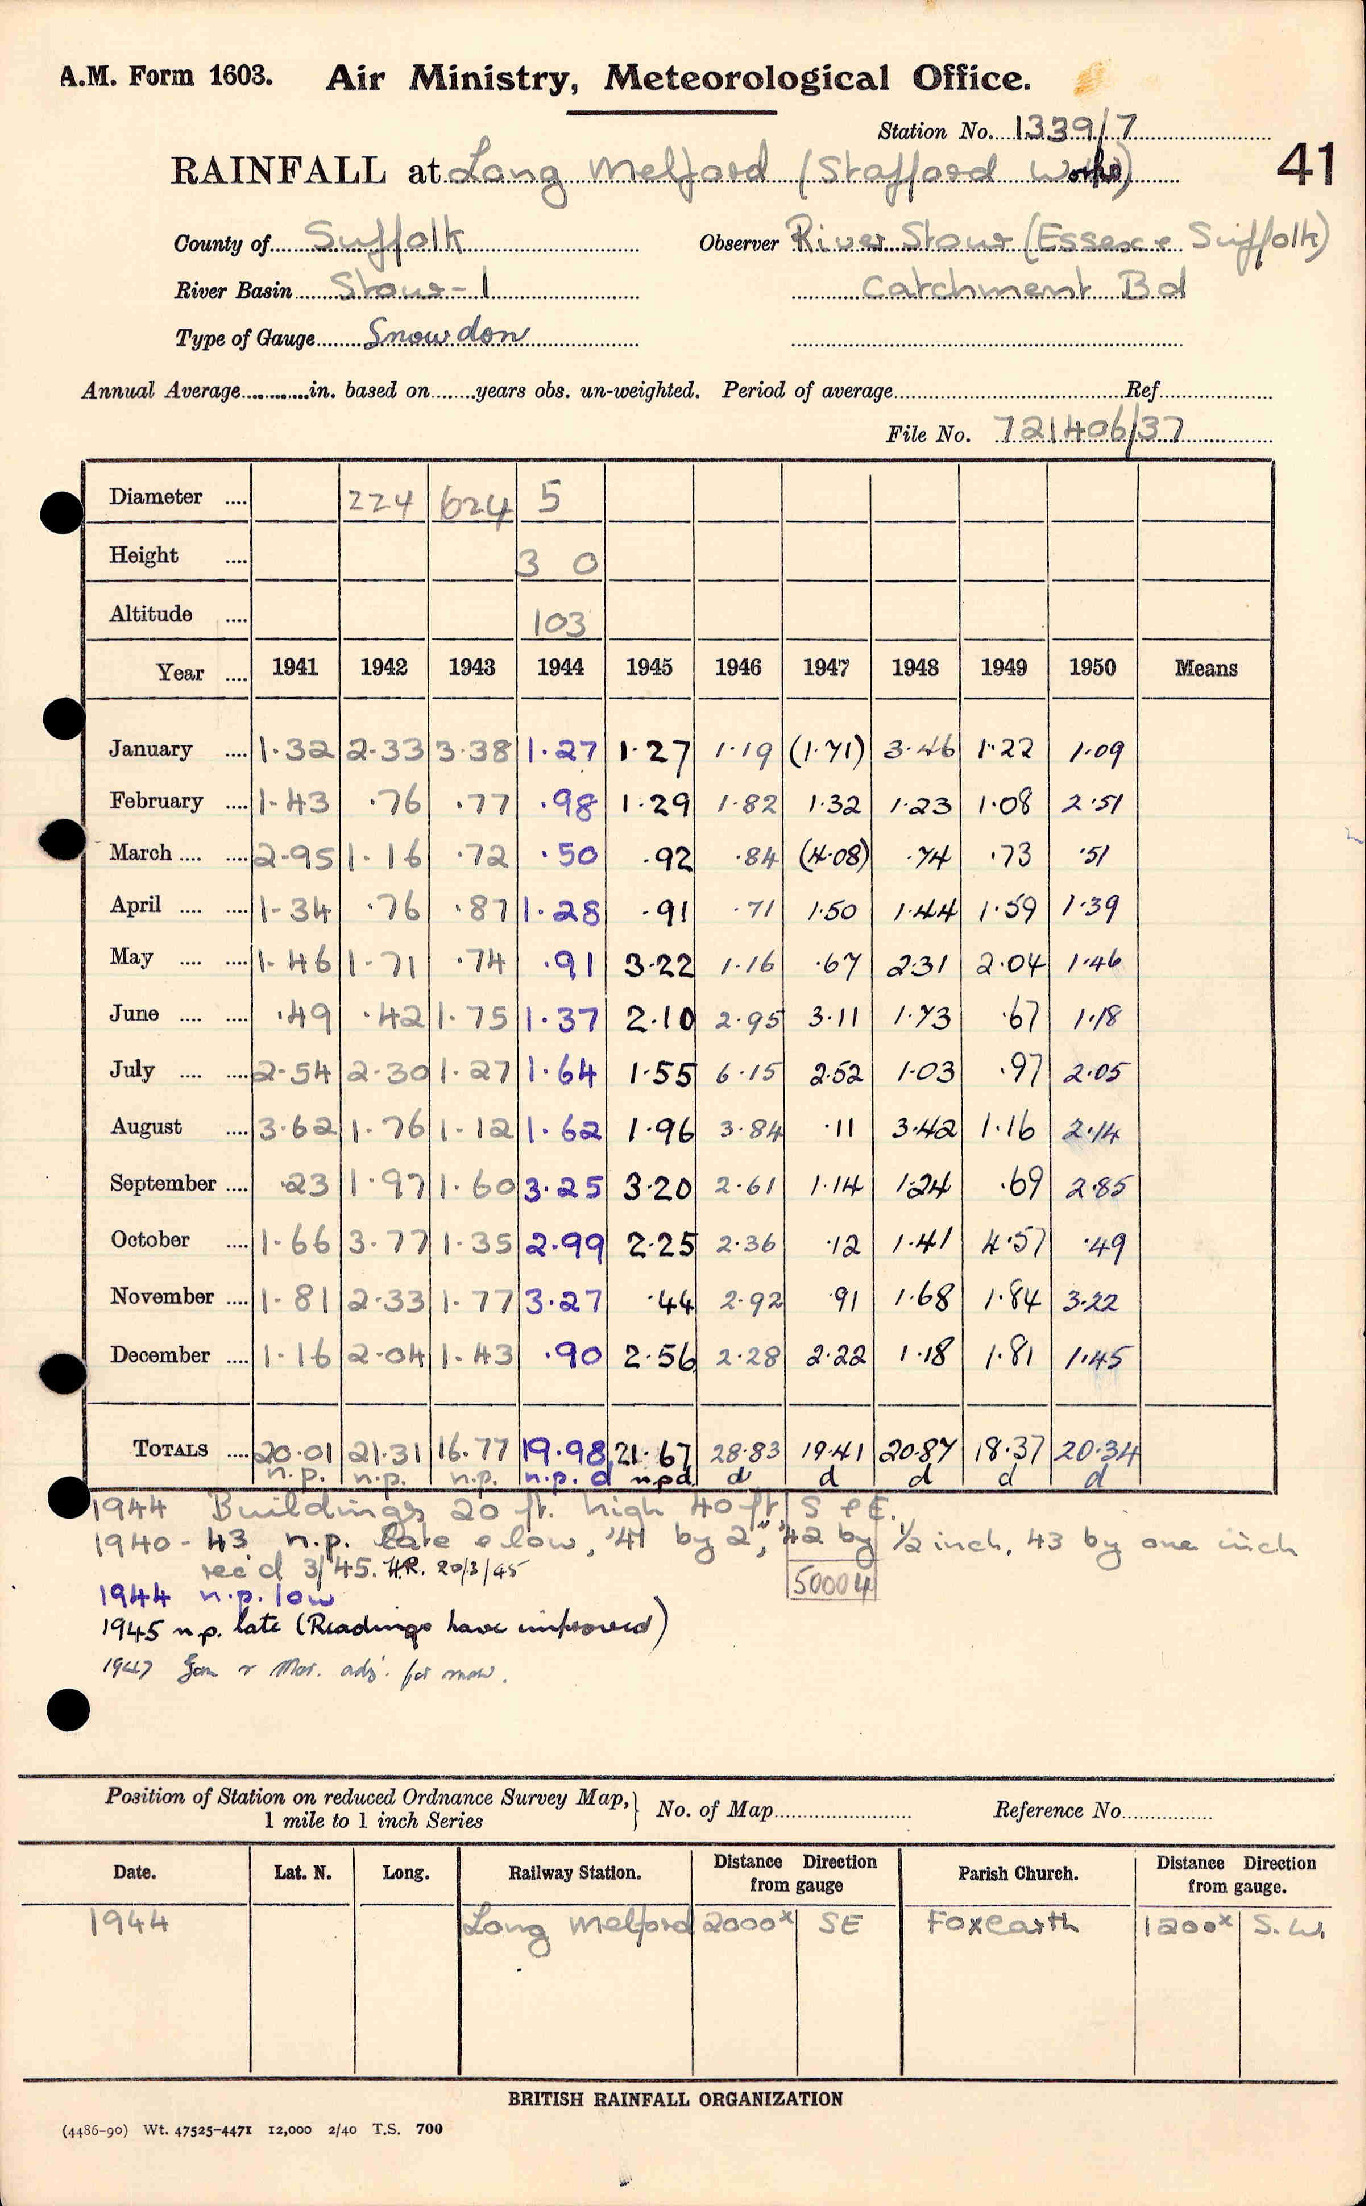 A.M. Form 1603. Air Ministry, Meteorological Office.
Station No. 1339/7
41
RAINFALL at Long Melford (Stafford Works)
County of Suffolk Observer River Stour (Essex & Suffolk)
River Basin Stour-1 Catchment Bd
Type of Gauge Snowdon
Annual Average in. based on years obs. un-weighted. Period of average Ref
File No. 721406/37
Diameter 224 624 5
Height 3 0
Altitude 103
Year 1941 1942 1943 1944 1945 1946 1947 1948 1949 1950 Means
January 1.32 2.33 3.38 1.27 1.27 1.19 (1.71) 3.46 1.22 1.09
February 1.43 .76 .77 .98 1.29 1.82 1.32 1.23 1.08 2.51
March 2.95 1.16 .72 .50 .92 .84 (4.08) .74 .73 .51
April 1.34 .76 .87 1.28 .91 .71 1.50 1.44 1.59 1.39
May 1.46 1.71 .74 .91 3.22 1.16 .67 2.31 2.04 1.46
June .49 .42 1.75 1.37 2.10 2.95 3.11 1.73 .67 1.18
July 2.54 2.30 1.27 1.64 1.55 6.15 2.52 1.03 .97 2.05
August 3.62 1.76 1.12 1.62 1.96 3.84 .11 3.42 1.16 2.14
September .23 1.97 1.60 3.25 3.20 2.61 1.14 1.24 .69 2.85
October 1.66 3.77 1.35 2.99 2.25 2.36 .12 1.41 4.57 .49
November 1.81 2.33 1.77 3.27 .44 2.92 .91 1.68 1.84 3.22
December 1.16 2.04 1.43 .90 2.56 2.28 2.22 1.18 1.81 1.45
TOTALS 20.01 21.31 16.77 19.98 21.67 28.83 19.41 20.87 18.37 20.34
n.p. n.p. n.p. n.p. d n.p.d d d d d d
1944 Buildings 20 ft. high 40 ft S & E.
1940-43 n.p. late & low, '41 by 2", '42 by ½ inch, 43 by one inch
rec'd 3/45. H.R. 20/3/45
50004
1944 n.p. low
1945 n.p. late (Readings have improved)
1947 Jan & Mar. adj. for snow.
Position of Station on reduced Ordnance Survey Map, 1 mile to 1 inch Series No. of Map Reference No.
Date. Lat. N. Long. Railway Station. Distance Direction from gauge Parish Church. Distance Direction from gauge.
1944 Long Melford 2000x SE Foxearth 1200x S.W.
BRITISH RAINFALL ORGANIZATION
(4486-90) Wt. 47525-4471 12,000 2/40 T.S. 700